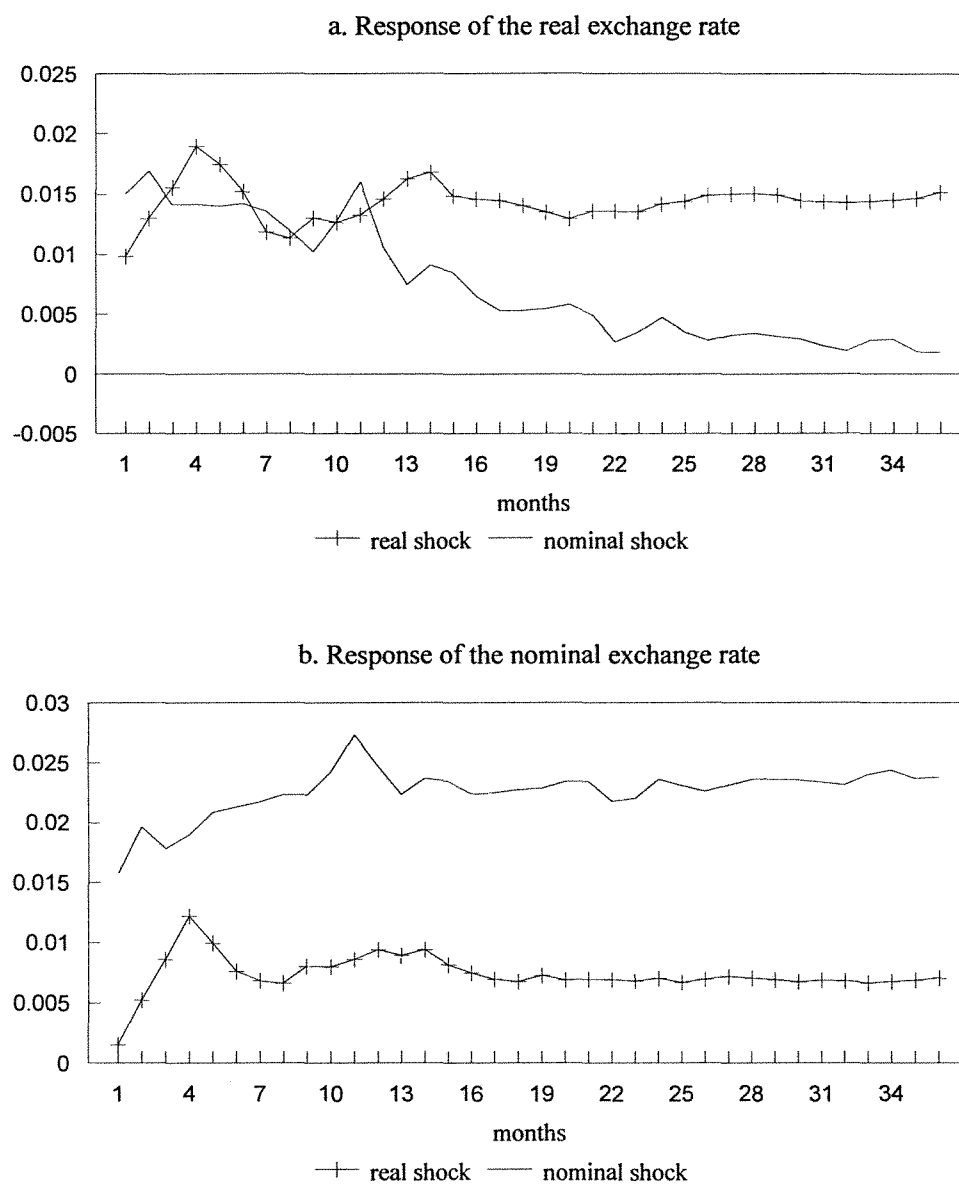 a. Response of the real exchange rate
0.025
0.02
0.015
0.01
0.005
0
-0.005
1 4 7 10 13 16 19 22 25 28 31 34
months
real shock nominal shock
b. Response of the nominal exchange rate
0.03
0.025
0.02
0.015
0.01
0.005
0
1 4 7 10 13 16 19 22 25 28 31 34
months
real shock nominal shock